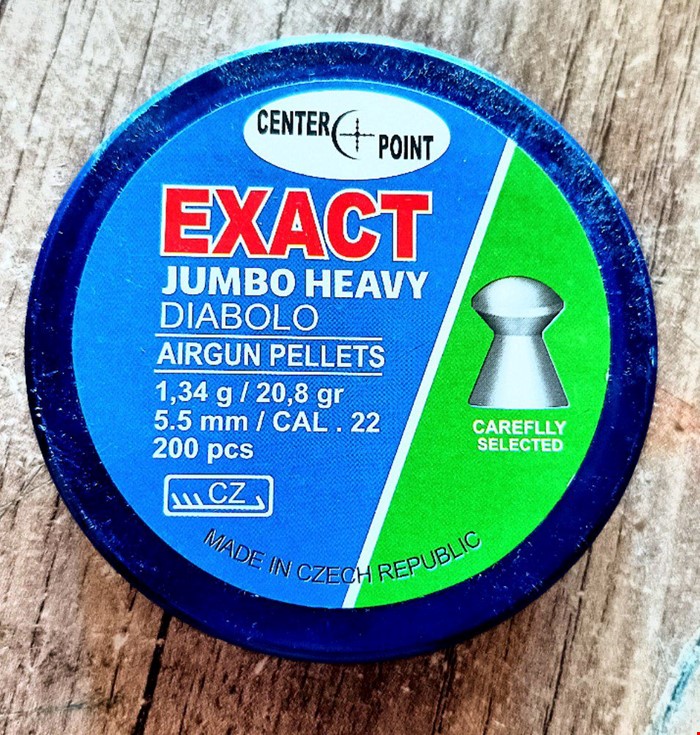 CENTER POINT
EXACT
JUMBO HEAVY
DIABOLO
AIRGUN PELLETS
1,34 g / 20,8 gr
5.5 mm / CAL . 22
200 pcs
CZ
CAREFLLY
SELECTED
MADE IN CZECH REPUBLIC